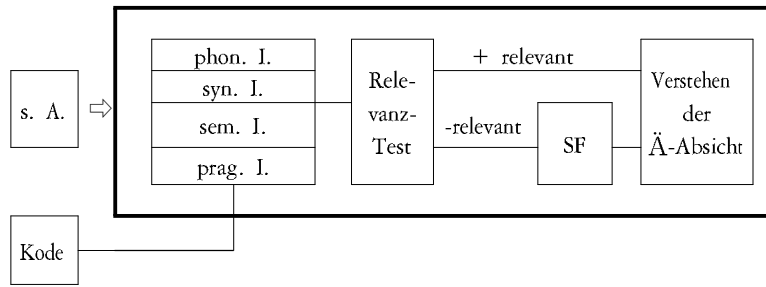 s. A.
phon. I.
syn. I.
sem. I.
prag. I.
Rele-
vanz-
Test
+ relevant
-relevant
SF
Verstehen
der
Ä-Absicht
Kode